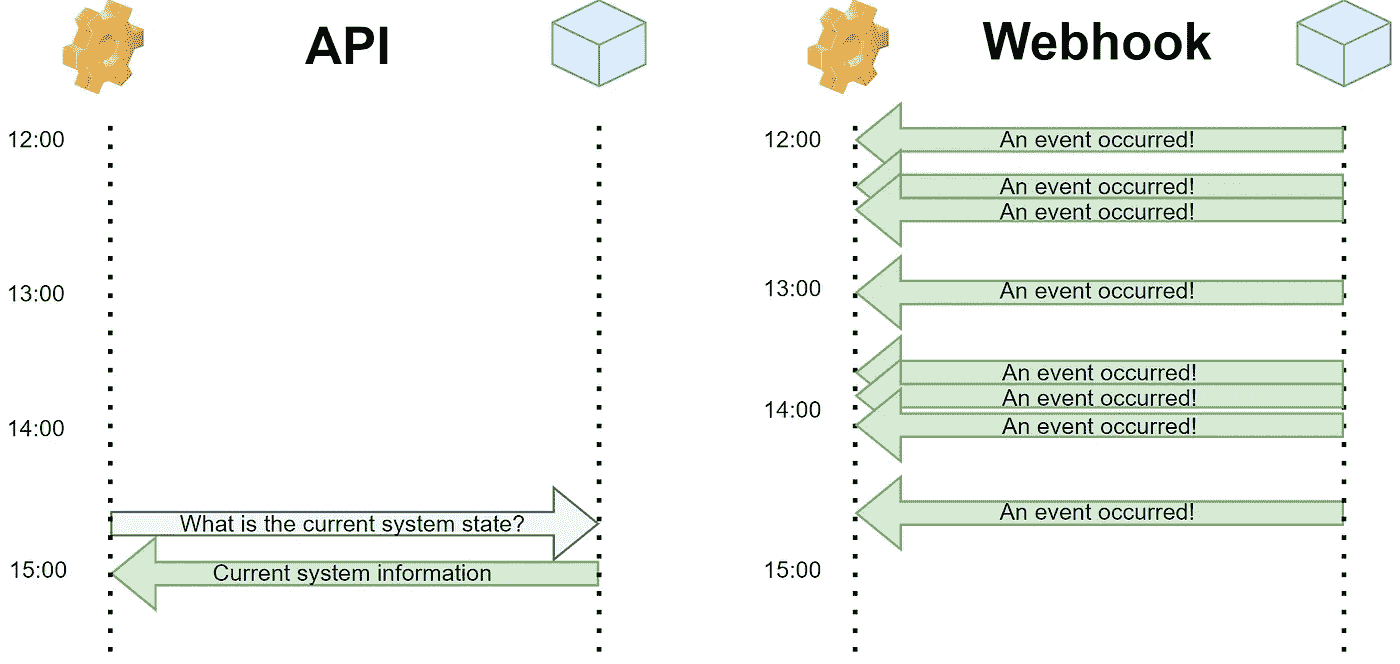 API
12:00
13:00
14:00
What is the current system state?
15:00
Current system information
Webhook
12:00
An event occurred!
An event occurred!
An event occurred!
13:00
An event occurred!
An event occurred!
An event occurred!
14:00
An event occurred!
An event occurred!
15:00